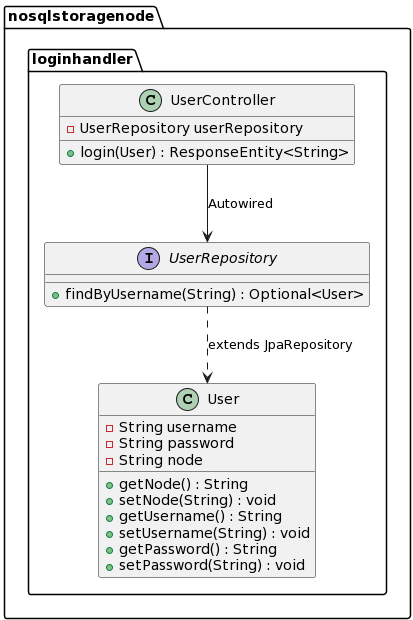 nosqlstoragenode
loginhandler
C UserController
UserRepository userRepository
login(User) : ResponseEntity<String>
Autowired
I UserRepository
findByUsername(String) : Optional<User>
extends JpaRepository
C User
String username
String password
String node
getNode() : String
setNode(String) : void
getUsername() : String
setUsername(String) : void
getPassword() : String
setPassword(String) : void